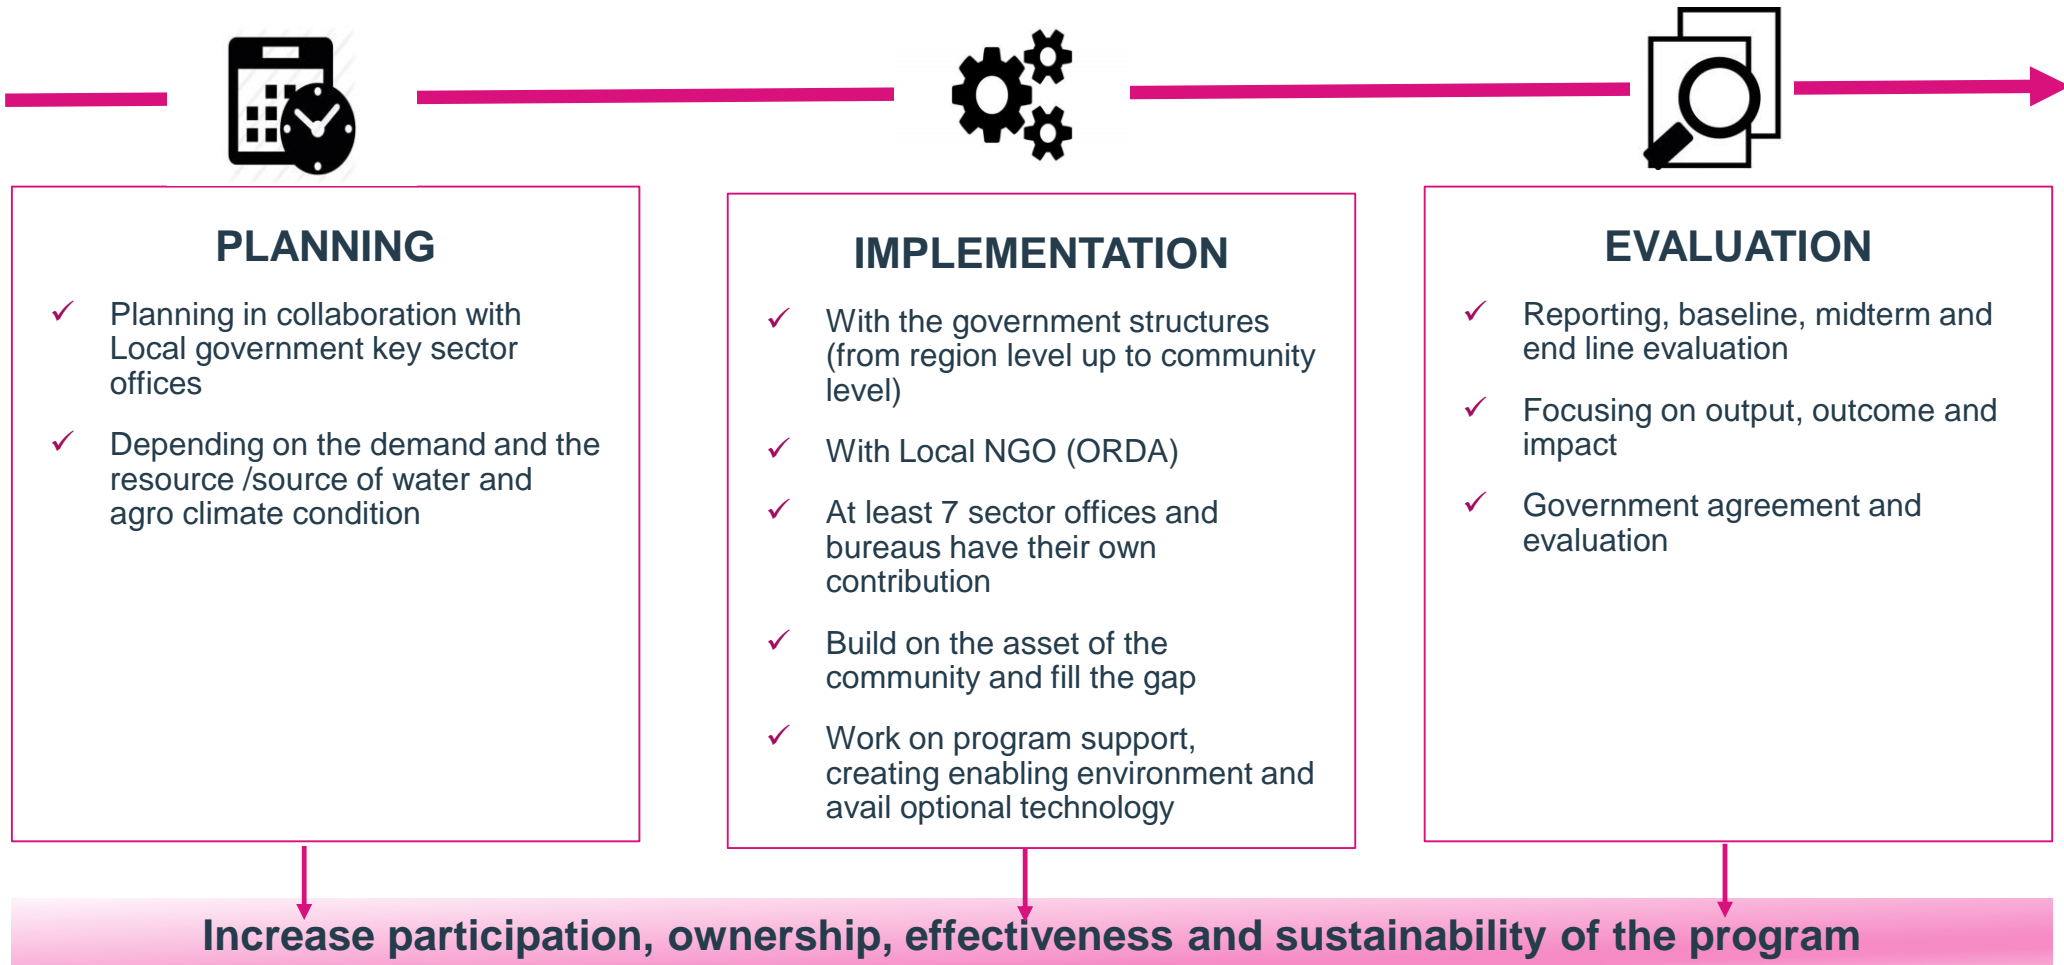 PLANNING
✓ Planning in collaboration with
Local government key sector
offices
✓ Depending on the demand and the
resource /source of water and
agro climate condition
IMPLEMENTATION
✓ With the government structures
(from region level up to community
level)
✓ With Local NGO (ORDA)
✓ At least 7 sector offices and
bureaus have their own
contribution
✓ Build on the asset of the
community and fill the gap
✓ Work on program support,
creating enabling environment and
avail optional technology
EVALUATION
✓ Reporting, baseline, midterm and
end line evaluation
✓ Focusing on output, outcome and
impact
✓ Government agreement and
evaluation
Increase participation, ownership, effectiveness and sustainability of the program